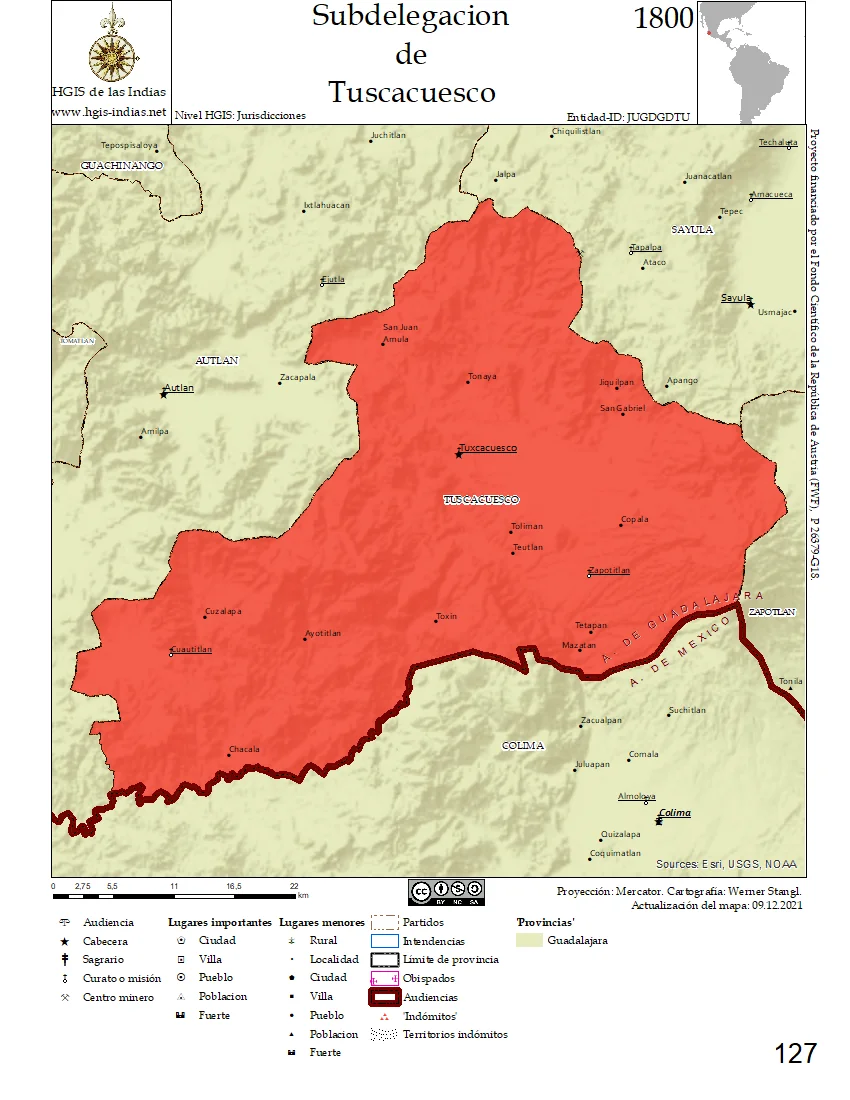 Subdelegacion
de
Tuscacuesco
1800
HGIS de las Indias
www.hgis-indias.net
Nivel HGIS: Jurisdicciones
Entidad-ID: JUGDGDTU
Juchitlan
Chiquilistlan
Techaluta
Tepospisaloya
GUACHINANGO
Jalpa
Juanacatlan
Amacueca
Ixtlahuacan
Tepec
SAYULA
Tapalpa
Ataco
Ejutla
Sayula
Usmajac
San Juan
Amula
TOMATLAN
AUTLAN
Zacapala
Tonaya
Jiquilpan
Apango
Autlan
San Gabriel
Amilpa
Tuxcacuesco
TUSCACUESCO
Toliman
Copala
Teutlan
Zapotitlan
Cuzalapa
Toxin
Ayotitlan
Tetapan
Mazatan
Cuautitlan
A. DE GUADALAJARA
A. DE MEXICO
ZAPOTLAN
Tonila
Suchitlan
Zacualpan
Chacala
COLIMA
Comala
Juluapan
Almoloya
Colima
Quizalapa
Coquimatlan
Sources: Esri, USGS, NOAA
Proyecto financiado por el Fondo Científico de la República de Austria (FWF), P 26379-G18.
0 2,75 5,5 11 16,5 22
km
CC BY NC SA
Proyección: Mercator. Cartografía: Werner Stangl.
Actualización del mapa: 09.12.2021
Audiencia
Cabecera
Sagrario
Curato o misión
Centro minero
Lugares importantes
Ciudad
Villa
Pueblo
Poblacion
Fuerte
Lugares menores
Rural
Localidad
Ciudad
Villa
Pueblo
Poblacion
Fuerte
Partidos
Intendencias
Límite de provincia
Obispados
Audiencias
'Indómitos'
Territorios indómitos
'Provincias'
Guadalajara
127